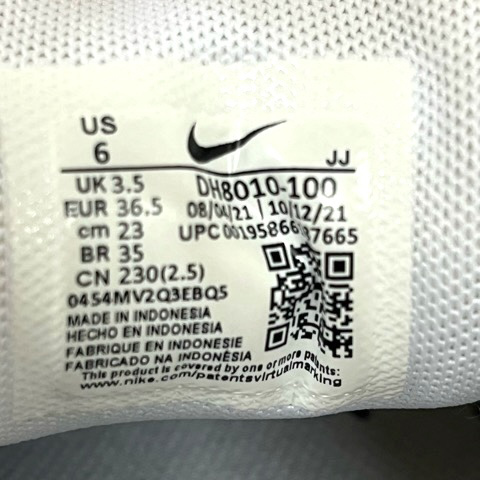 US
6
JJ
UK 3.5
DH8010-100
EUR 36.5
08/04/21 | 10/12/21
cm 23
BR 35
CN 230(2.5)
0454MV2Q3EBQ5
MADE IN INDONESIA
HECHO EN INDONESIA
FABRIQUE EN INDONESIE
FABRICADO NA INDONÉSIA
This product is covered by one or more patents:
www.nike.com/patentsvirtualmarking